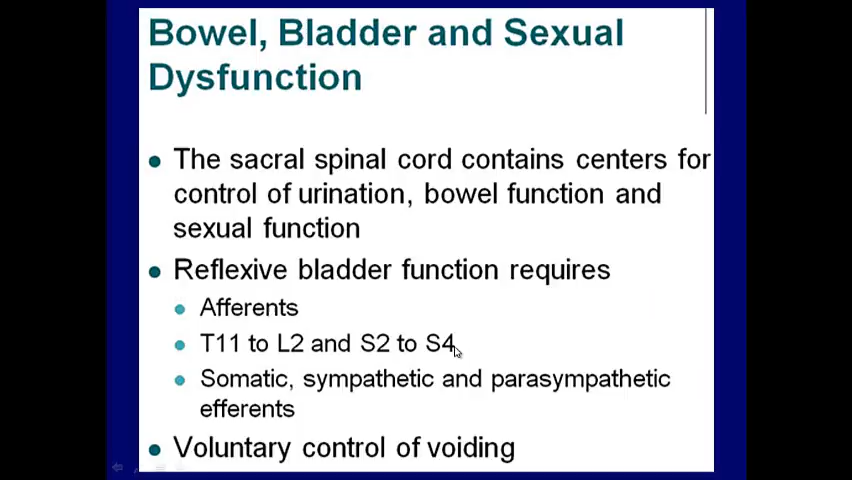 Bowel, Bladder and Sexual
Dysfunction
The sacral spinal cord contains centers for
control of urination, bowel function and
sexual function
Reflexive bladder function requires
Afferents
T11 to L2 and S2 to S4
Somatic, sympathetic and parasympathetic
efferents
Voluntary control of voiding